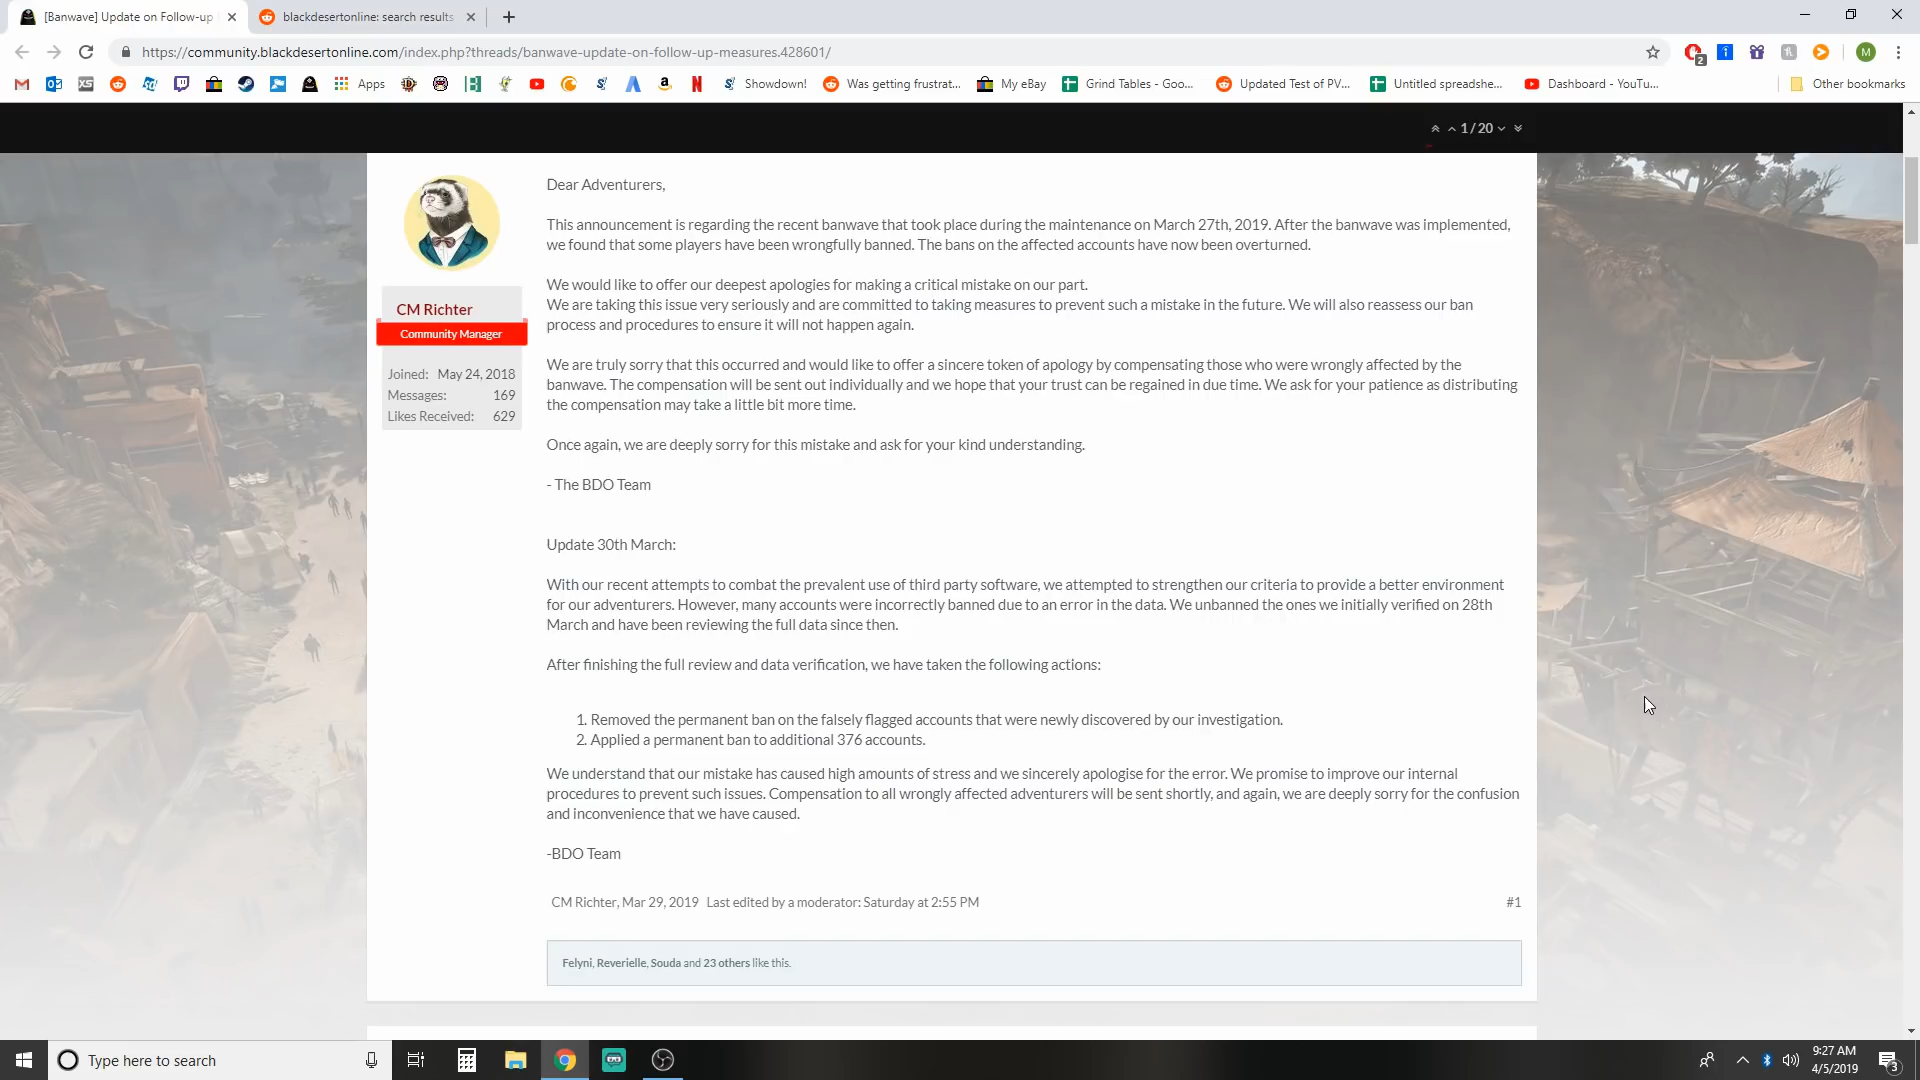 [Banwave] Update on Follow-up
blackdesertonline: search results
https://community.blackdesertonline.com/index.php?threads/banwave-update-on-follow-up-measures.428601/
2
M
XS
Apps
Showdown!
Was getting frustrat...
My eBay
Grind Tables - Goo...
Updated Test of PV...
Untitled spreadshe...
Dashboard - YouTu...
Other bookmarks
1 / 20
Dear Adventurers,
This announcement is regarding the recent banwave that took place during the maintenance on March 27th, 2019. After the banwave was implemented,
we found that some players have been wrongfully banned. The bans on the affected accounts have now been overturned.
We would like to offer our deepest apologies for making a critical mistake on our part.
We are taking this issue very seriously and are committed to taking measures to prevent such a mistake in the future. We will also reassess our ban
process and procedures to ensure it will not happen again.
We are truly sorry that this occurred and would like to offer a sincere token of apology by compensating those who were wrongly affected by the
banwave. The compensation will be sent out individually and we hope that your trust can be regained in due time. We ask for your patience as distributing
the compensation may take a little bit more time.
Once again, we are deeply sorry for this mistake and ask for your kind understanding.
- The BDO Team
CM Richter
Community Manager
Joined: May 24, 2018
Messages: 169
Likes Received: 629
Update 30th March:
With our recent attempts to combat the prevalent use of third party software, we attempted to strengthen our criteria to provide a better environment
for our adventurers. However, many accounts were incorrectly banned due to an error in the data. We unbanned the ones we initially verified on 28th
March and have been reviewing the full data since then.
After finishing the full review and data verification, we have taken the following actions:
1. Removed the permanent ban on the falsely flagged accounts that were newly discovered by our investigation.
2. Applied a permanent ban to additional 376 accounts.
We understand that our mistake has caused high amounts of stress and we sincerely apologise for the error. We promise to improve our internal
procedures to prevent such issues. Compensation to all wrongly affected adventurers will be sent shortly, and again, we are deeply sorry for the confusion
and inconvenience that we have caused.
-BDO Team
CM Richter, Mar 29, 2019 Last edited by a moderator: Saturday at 2:55 PM
#1
Felyni, Reverielle, Souda and 23 others like this.
Type here to search
9:27 AM
4/5/2019
3